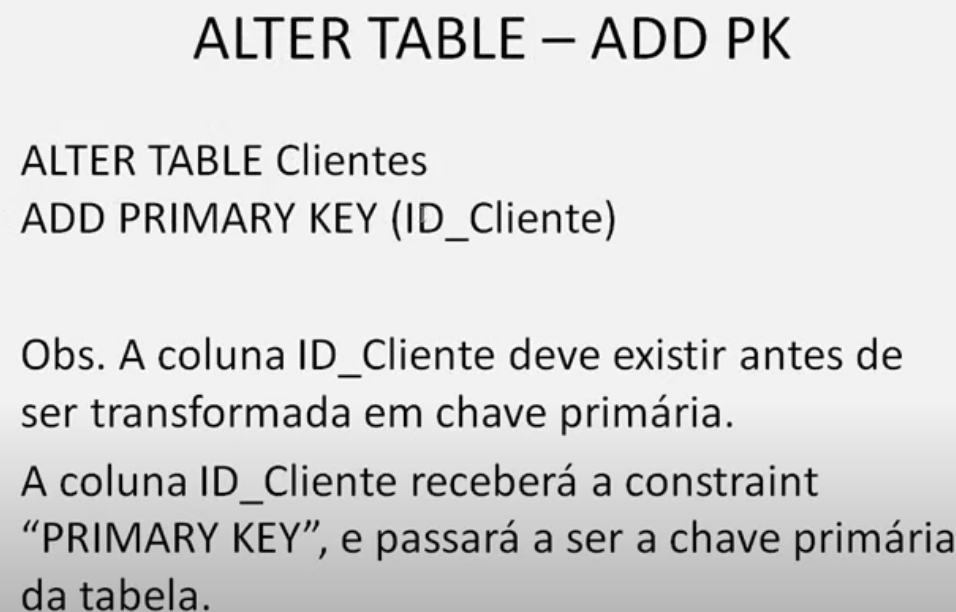 ALTER TABLE – ADD PK
ALTER TABLE Clientes
ADD PRIMARY KEY (ID_Cliente)
Obs. A coluna ID_Cliente deve existir antes de
ser transformada em chave primária.
A coluna ID_Cliente receberá a constraint
“PRIMARY KEY”, e passará a ser a chave primária
da tabela.